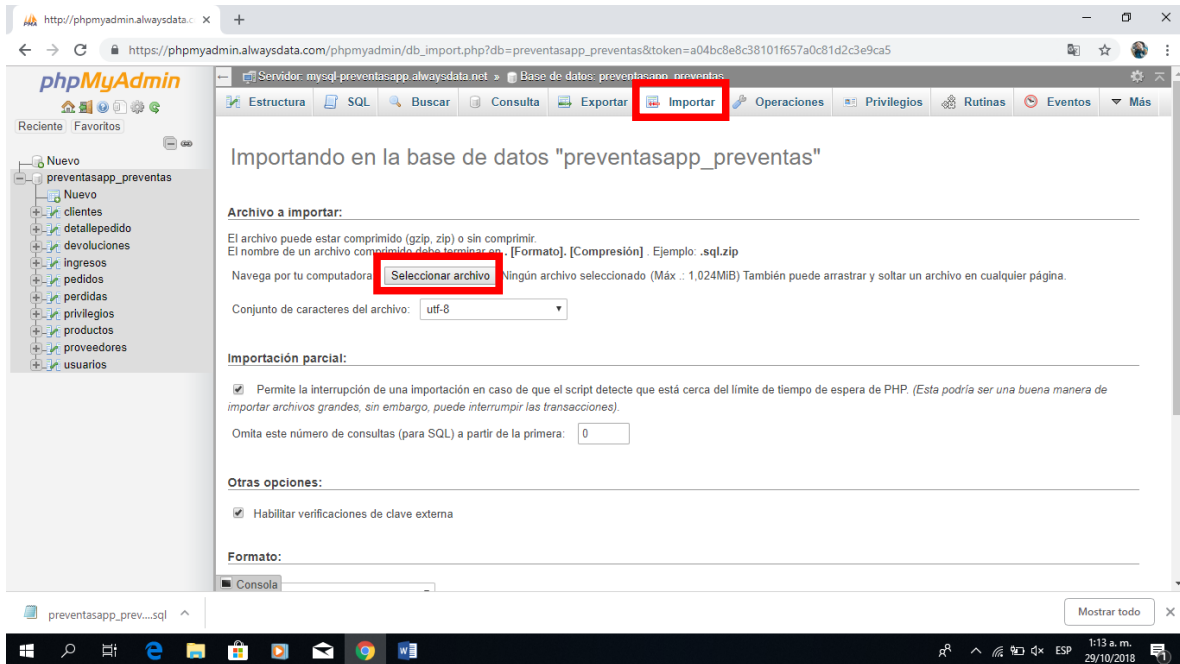 http://phpmyadmin.alwaysdata.c
https://phpmyadmin.alwaysdata.com/phpmyadmin/db_import.php?db=preventasapp_preventas&token=a04bc8e8c38101f657a0c81d2c3e9ca5
phpMyAdmin
Reciente Favoritos
Nuevo
preventasapp_preventas
Nuevo
clientes
detallepedido
devoluciones
ingresos
pedidos
perdidas
privilegios
productos
proveedores
usuarios
Servidor: mysql-preventasapp.alwaysdata.net » Base de datos: preventasapp_preventas
Estructura SQL Buscar Consulta Exportar Importar Operaciones Privilegios Rutinas Eventos Más
Importando en la base de datos "preventasapp_preventas"
Archivo a importar:
El archivo puede estar comprimido (gzip, zip) o sin comprimir.
El nombre de un archivo comprimido debe terminar en . [Formato]. [Compresión] . Ejemplo: .sql.zip
Navega por tu computadora: Seleccionar archivo Ningún archivo seleccionado (Máx .: 1,024MiB) También puede arrastrar y soltar un archivo en cualquier página.
Conjunto de caracteres del archivo: utf-8
Importación parcial:
Permite la interrupción de una importación en caso de que el script detecte que está cerca del límite de tiempo de espera de PHP. (Esta podría ser una buena manera de
importar archivos grandes, sin embargo, puede interrumpir las transacciones).
Omita este número de consultas (para SQL) a partir de la primera: 0
Otras opciones:
Habilitar verificaciones de clave externa
Formato:
Consola
preventasapp_prev....sql
Mostrar todo
ESP
1:13 a. m.
29/10/2018